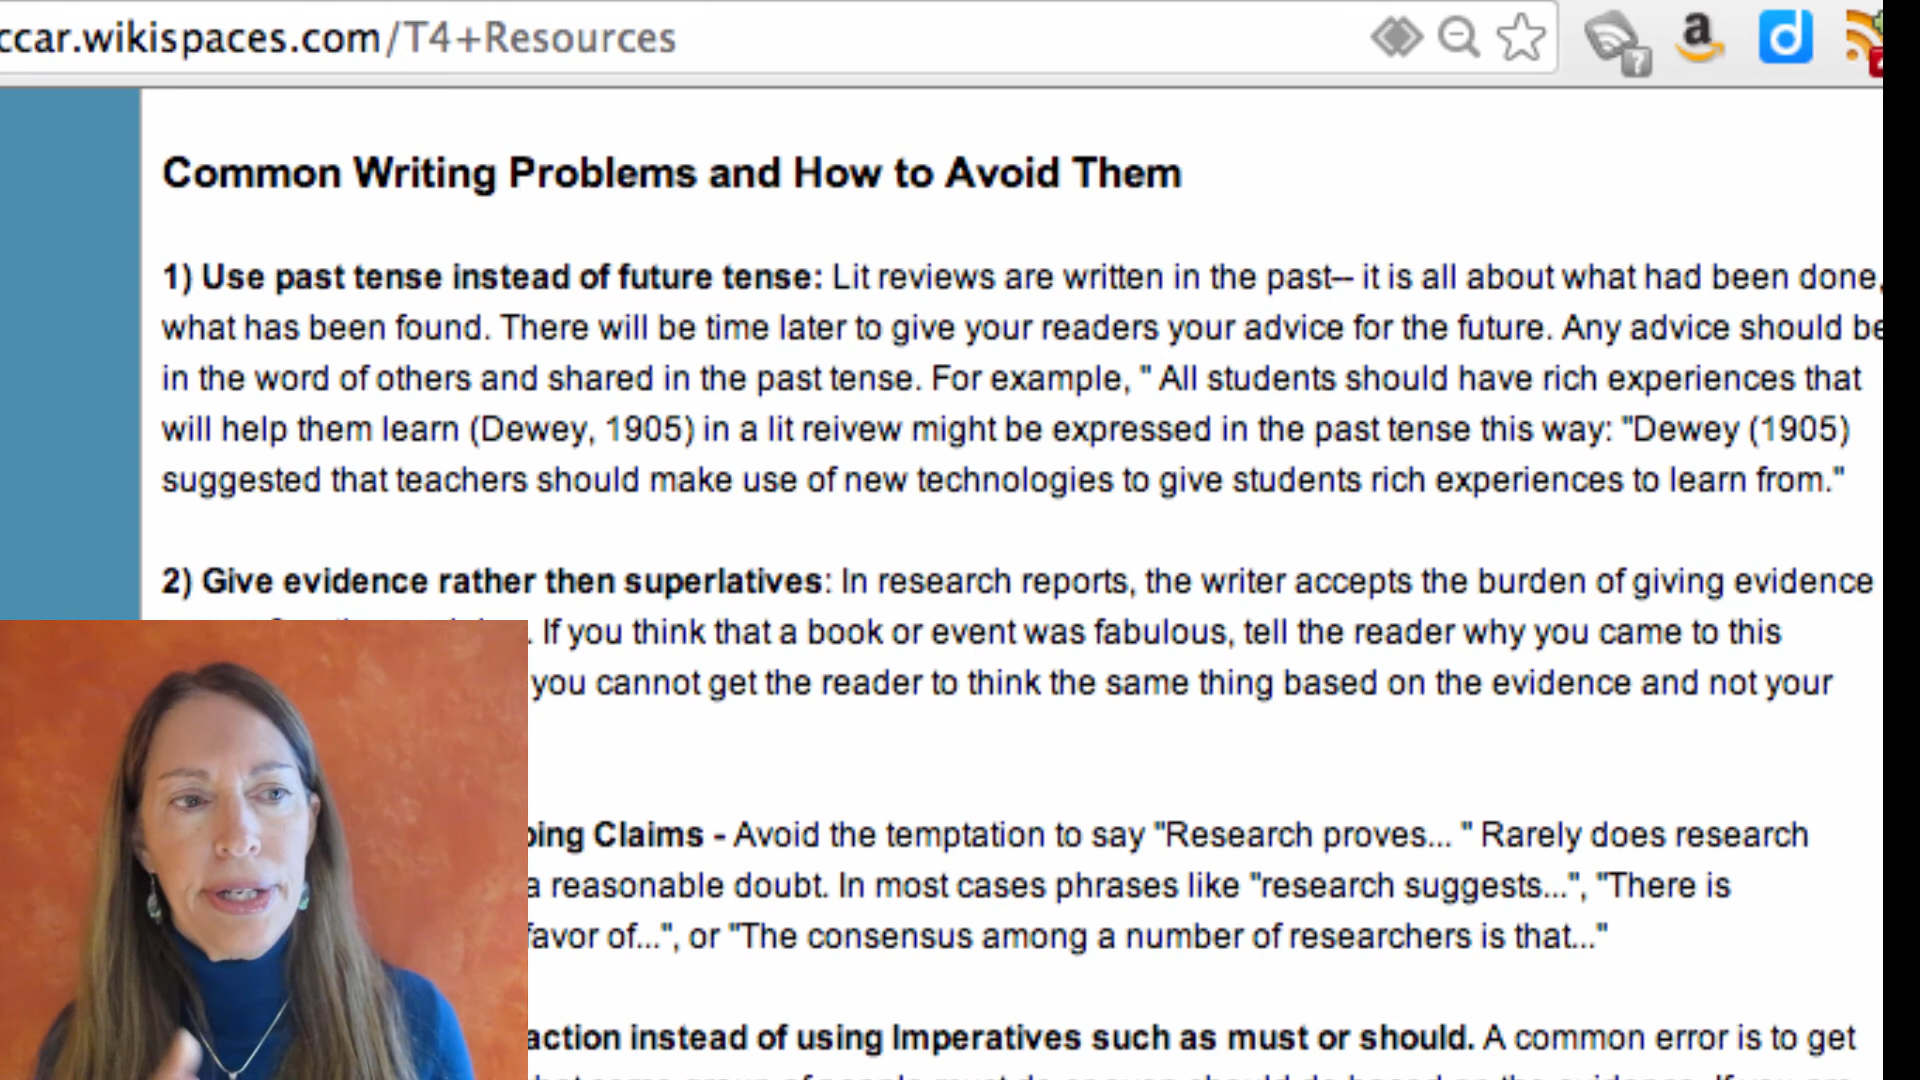 ccar.wikispaces.com/T4+Resources
Common Writing Problems and How to Avoid Them
1) Use past tense instead of future tense: Lit reviews are written in the past-- it is all about what had been done,
what has been found. There will be time later to give your readers your advice for the future. Any advice should be
in the word of others and shared in the past tense. For example, " All students should have rich experiences that
will help them learn (Dewey, 1905) in a lit reivew might be expressed in the past tense this way: "Dewey (1905)
suggested that teachers should make use of new technologies to give students rich experiences to learn from."
2) Give evidence rather then superlatives: In research reports, the writer accepts the burden of giving evidence
. If you think that a book or event was fabulous, tell the reader why you came to this
you cannot get the reader to think the same thing based on the evidence and not your
ping Claims - Avoid the temptation to say "Research proves... " Rarely does research
a reasonable doubt. In most cases phrases like "research suggests...", "There is
favor of...", or "The consensus among a number of researchers is that..."
action instead of using Imperatives such as must or should. A common error is to get